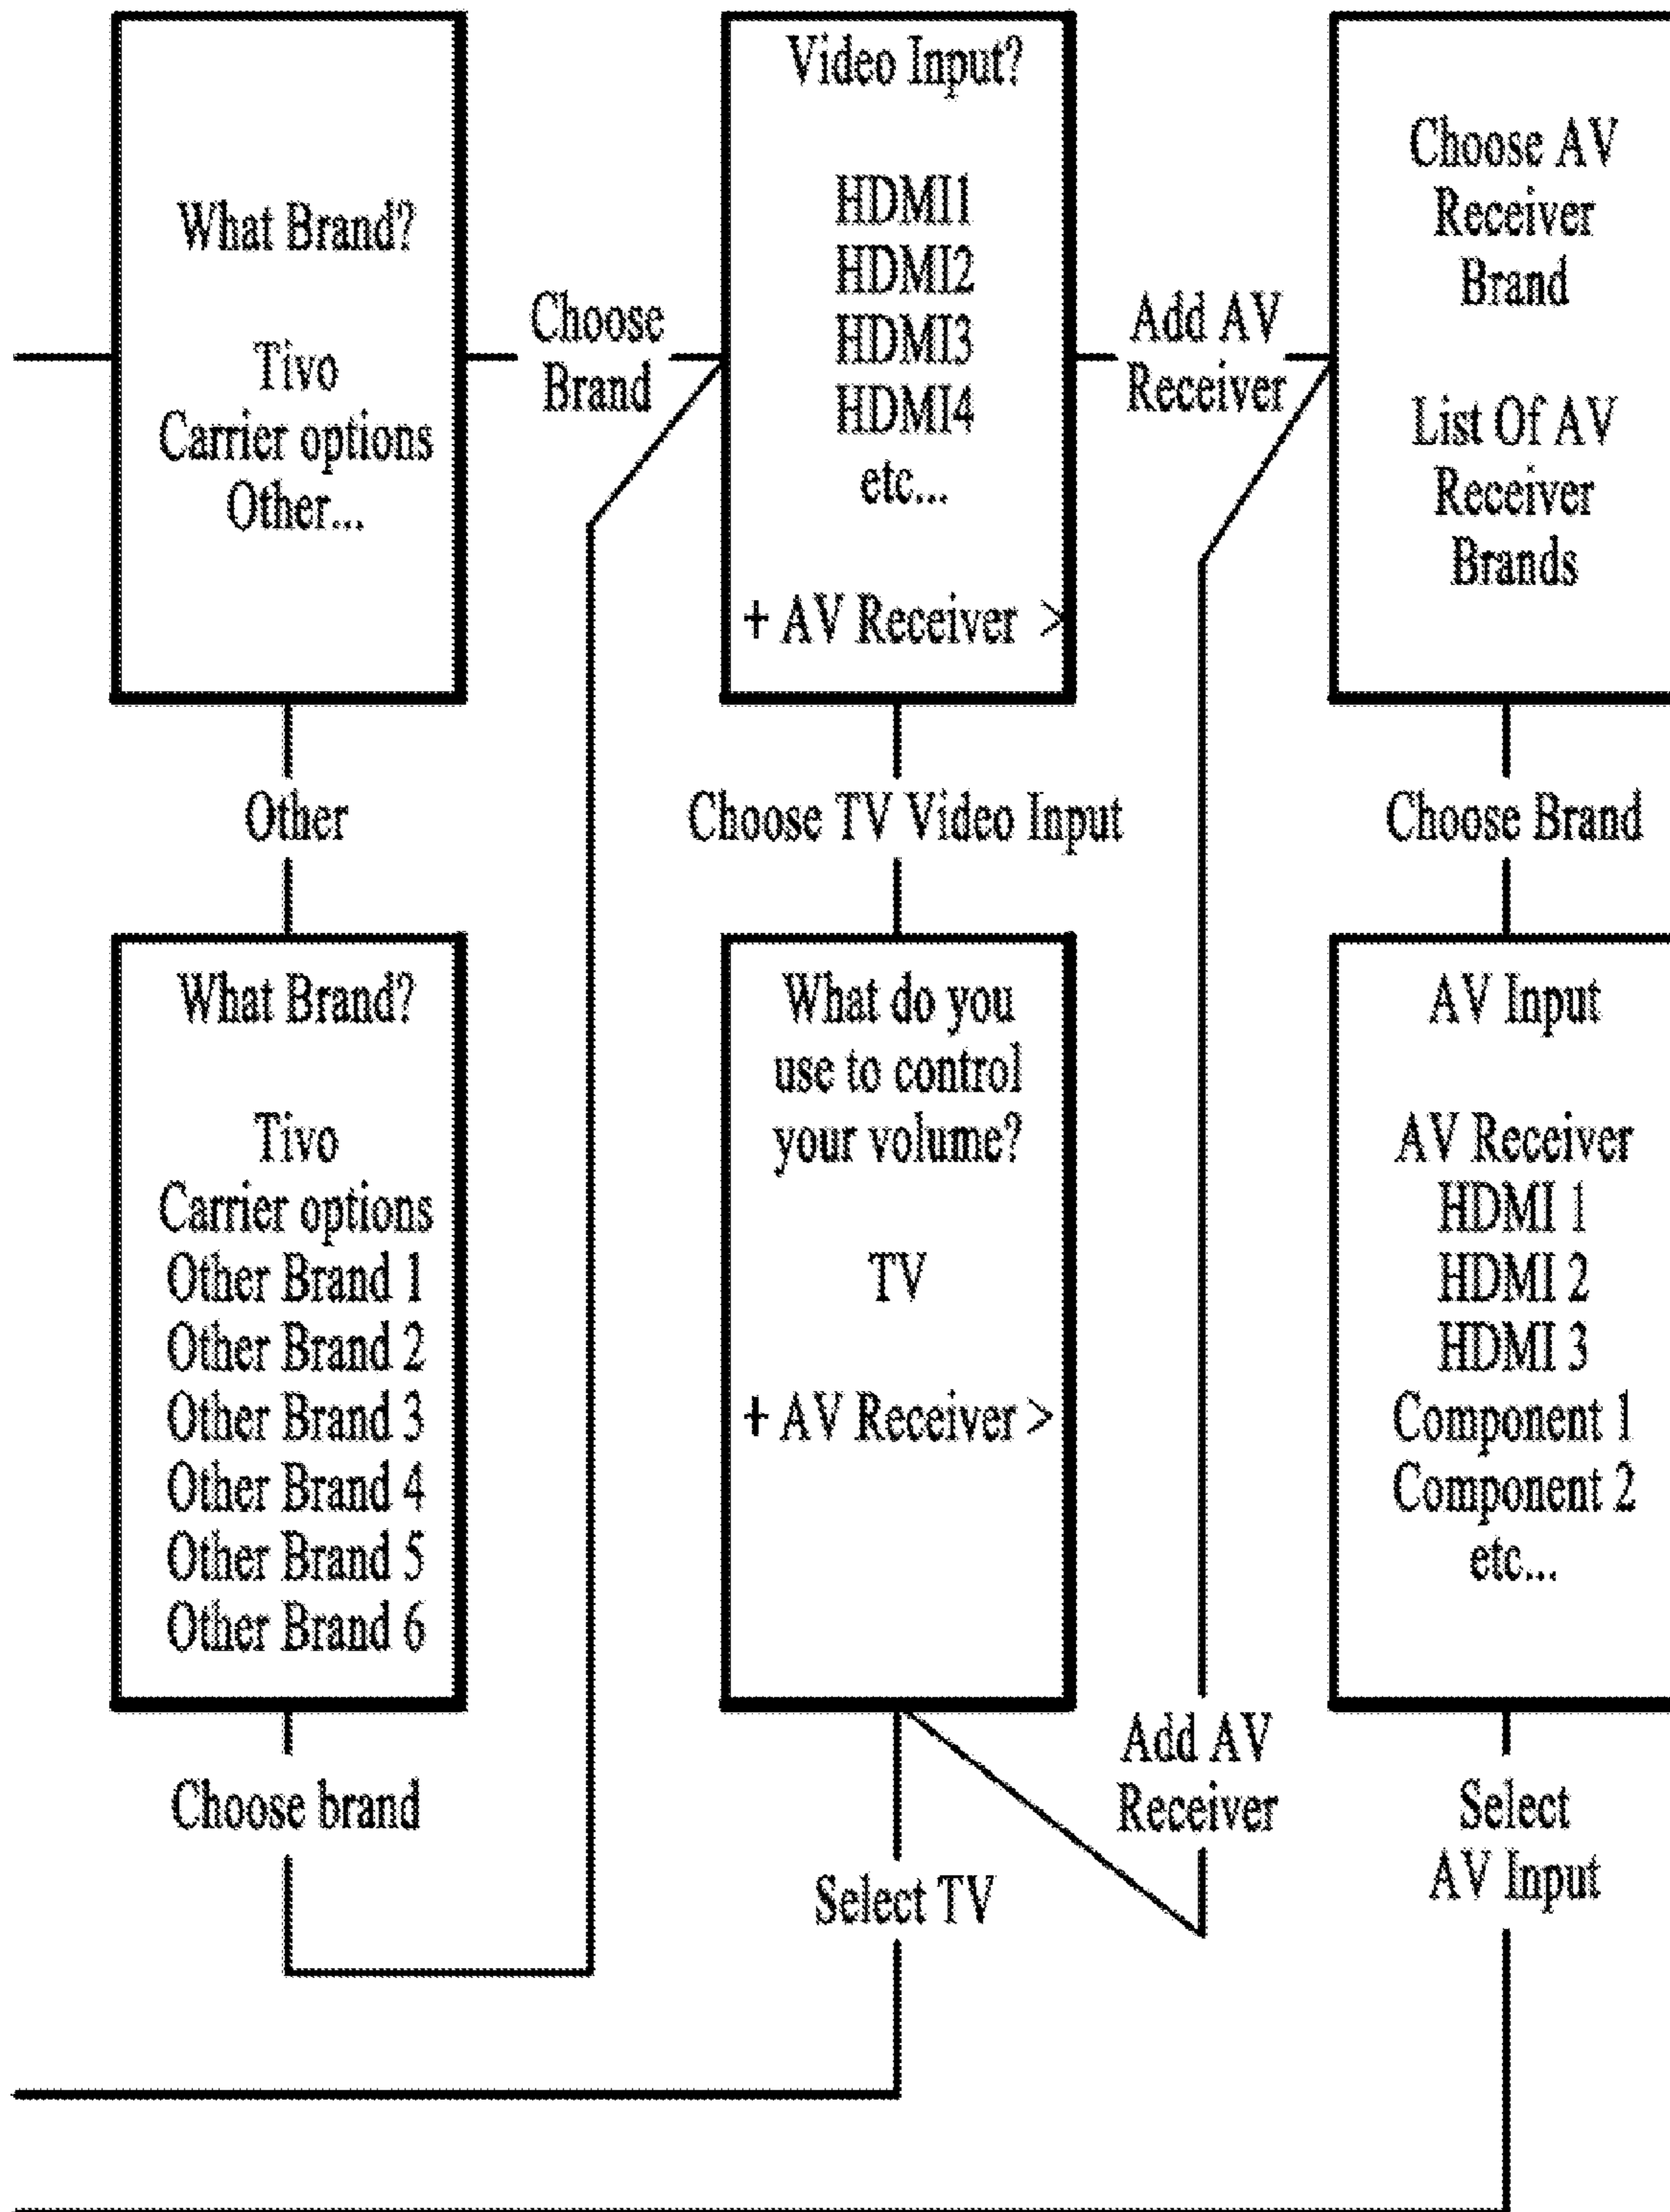 What Brand?
Tivo
Carrier options
Other...
Choose
Brand
Video Input?
HDMI1
HDMI2
HDMI3
HDMI4
etc...
+ AV Receiver >
Add AV
Receiver
Choose AV
Receiver
Brand
List Of AV
Receiver
Brands
Other
Choose TV Video Input
Choose Brand
What Brand?
Tivo
Carrier options
Other Brand 1
Other Brand 2
Other Brand 3
Other Brand 4
Other Brand 5
Other Brand 6
What do you
use to control
your volume?
TV
+ AV Receiver >
AV Input
AV Receiver
HDMI 1
HDMI 2
HDMI 3
Component 1
Component 2
etc...
Choose brand
Select TV
Add AV
Receiver
Select
AV Input